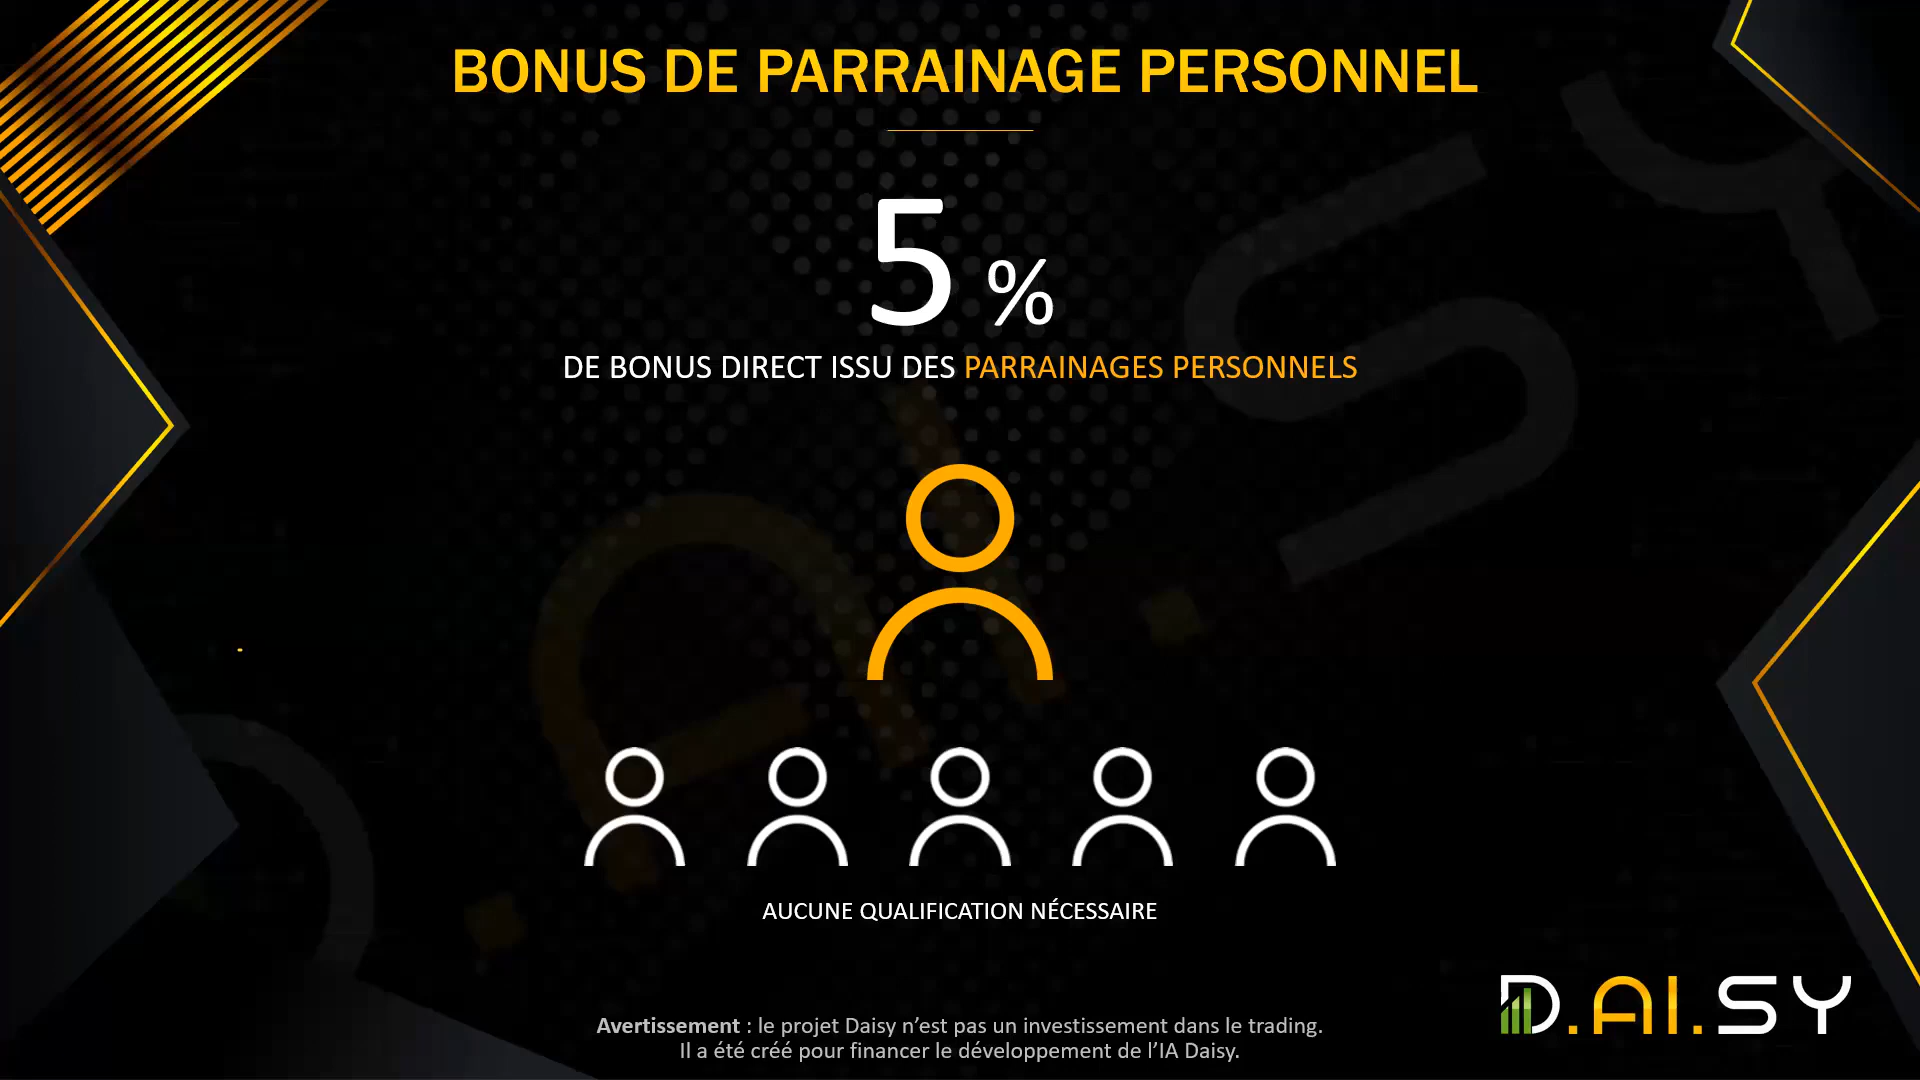 BONUS DE PARRAINAGE PERSONNEL
5 %
DE BONUS DIRECT ISSU DES PARRAINAGES PERSONNELS
AUCUNE QUALIFICATION NÉCESSAIRE
D.AI.SY
Avertissement : le projet Daisy n’est pas un investissement dans le trading.
Il a été créé pour financer le développement de l’IA Daisy.